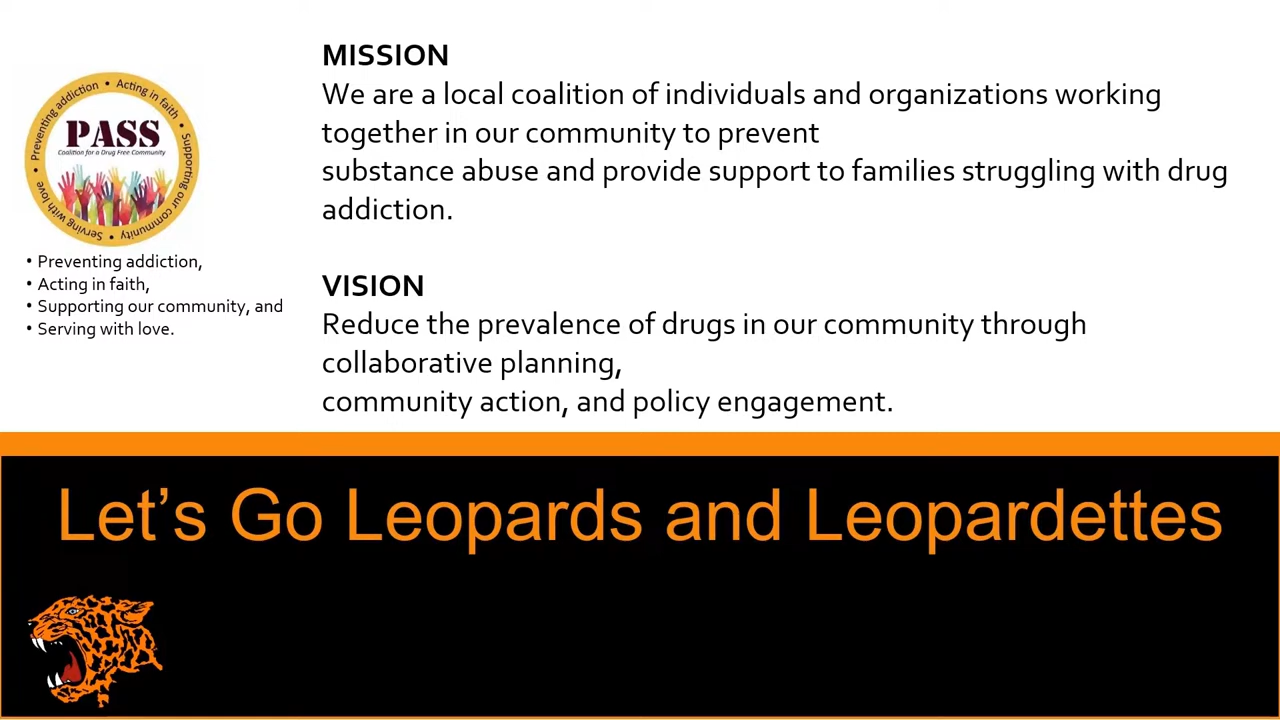 Preventing addiction • Acting in faith • Supporting our community • Serving with love •
PASS
Coalition for a Drug Free Community
• Preventing addiction,
• Acting in faith,
• Supporting our community, and
• Serving with love.
MISSION
We are a local coalition of individuals and organizations working
together in our community to prevent
substance abuse and provide support to families struggling with drug
addiction.
VISION
Reduce the prevalence of drugs in our community through
collaborative planning,
community action, and policy engagement.
Let’s Go Leopards and Leopardettes